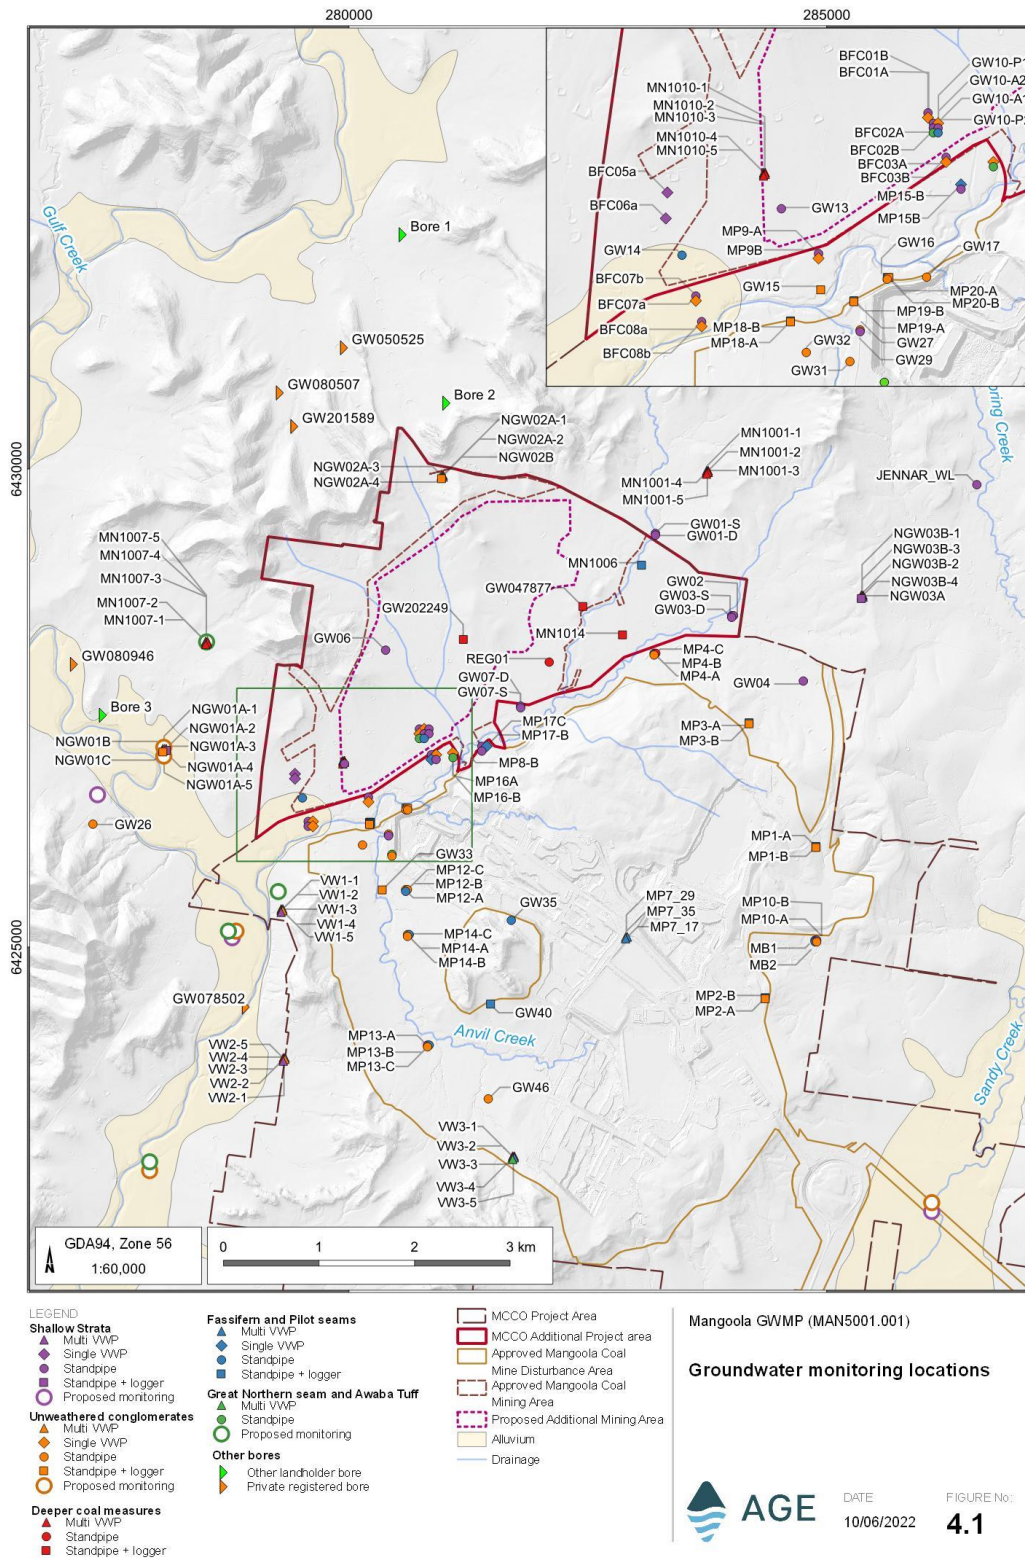 280000
285000
BFC01B
BFC01A
GW10-P1
GW10-A2
GW10-A1
GW10-P2
MN1010-1
MN1010-2
MN1010-3
MN1010-4
MN1010-5
BFC02A
BFC02B
BFC03A
BFC03B
BFC05a
BFC06a
MP15-B
MP15B
GW13
MP9-A
MP9B
GW14
GW16
GW17
BFC07b
BFC07a
GW15
MP20-A
MP20-B
MP19-B
MP19-A
BFC08a
BFC08b
MP18-B
MP18-A
GW32
GW27
GW29
GW31
Gulf Creek
Bore 1
GW050525
GW080507
GW201589
Bore 2
NGW02A-1
NGW02A-2
NGW02B
NGW02A-3
NGW02A-4
MN1001-1
MN1001-2
MN1001-3
MN1001-4
MN1001-5
JENNAR_WL
6430000
MN1007-5
MN1007-4
MN1007-3
MN1007-2
MN1007-1
GW01-S
GW01-D
MN1006
NGW03B-1
NGW03B-3
NGW03B-2
NGW03B-4
NGW03A
GW047877
GW02
GW03-S
GW03-D
GW202249
MN1014
GW06
REG01
MP4-C
MP4-B
MP4-A
GW07-D
GW07-S
GW04
GW080946
Bore 3
NGW01A-1
NGW01A-2
NGW01A-3
NGW01A-4
NGW01A-5
NGW01B
NGW01C
MP17C
MP17-B
MP8-B
MP16A
MP16-B
MP3-A
MP3-B
GW26
MP1-A
MP1-B
GW33
MP12-C
MP12-B
MP12-A
VW1-1
VW1-2
VW1-3
VW1-4
VW1-5
GW35
MP7_29
MP7_35
MP7_17
MP10-B
MP10-A
MB1
MB2
MP14-C
MP14-A
MP14-B
6425000
GW078502
GW40
MP2-B
MP2-A
Anvil Creek
MP13-A
MP13-B
MP13-C
VW2-5
VW2-4
VW2-3
VW2-2
VW2-1
Sandy Creek
GW46
VW3-1
VW3-2
VW3-3
VW3-4
VW3-5
GDA94, Zone 56
1:60,000
0 1 2 3 km
LEGEND
Shallow Strata
Multi VWP
Single VWP
Standpipe
Standpipe + logger
Proposed monitoring
Unweathered conglomerates
Multi VWP
Single VWP
Standpipe
Standpipe + logger
Proposed monitoring
Deeper coal measures
Multi VWP
Standpipe
Standpipe + logger
Fassifern and Pilot seams
Multi VWP
Single VWP
Standpipe
Standpipe + logger
Great Northern seam and Awaba Tuff
Multi VWP
Standpipe
Proposed monitoring
Other bores
Other landholder bore
Private registered bore
MCCO Project Area
MCCO Additional Project area
Approved Mangoola Coal
Mine Disturbance Area
Approved Mangoola Coal
Mining Area
Proposed Additional Mining Area
Alluvium
Drainage
Mangoola GWMP (MAN5001.001)
Groundwater monitoring locations
AGE
DATE
10/06/2022
FIGURE No:
4.1